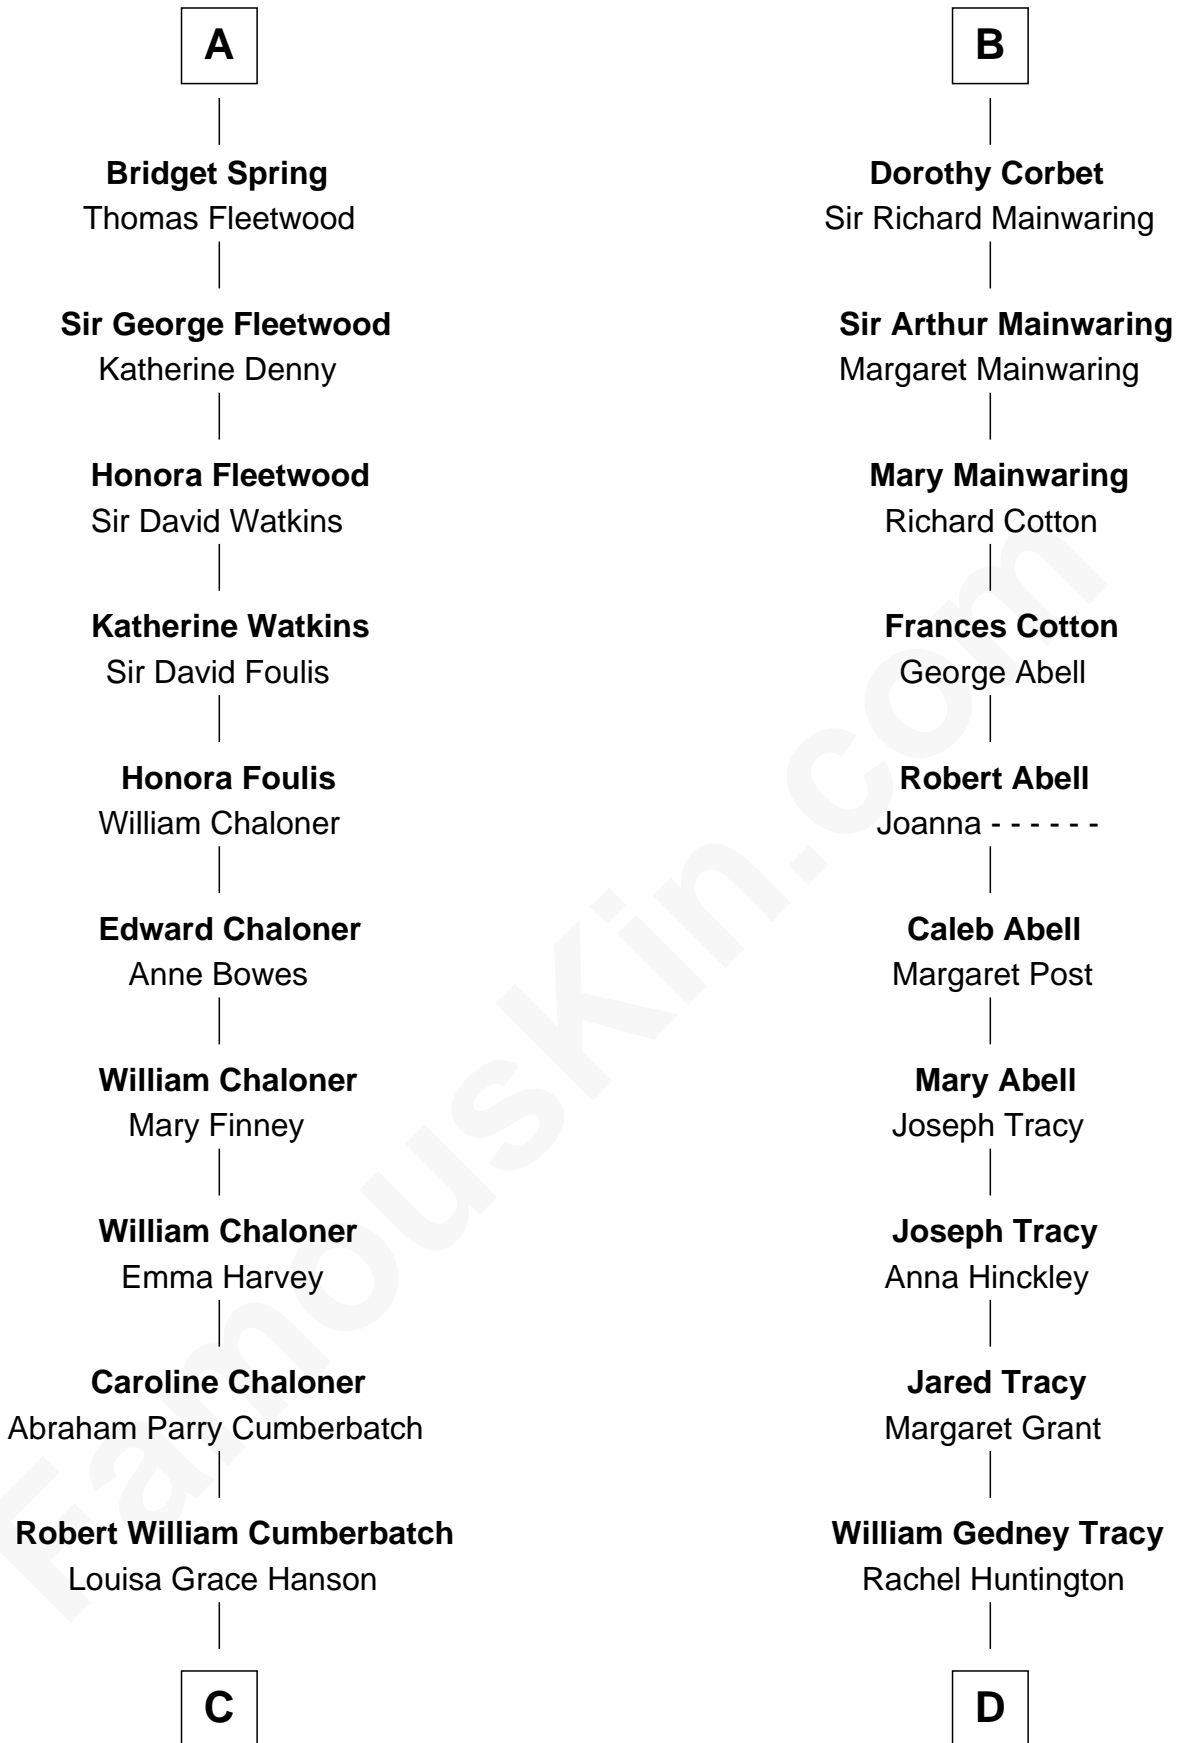 A
Bridget Spring
Thomas Fleetwood
Sir George Fleetwood
Katherine Denny
Honora Fleetwood
Sir David Watkins
Katherine Watkins
Sir David Foulis
Honora Foulis
William Chaloner
Edward Chaloner
Anne Bowes
William Chaloner
Mary Finney
William Chaloner
Emma Harvey
Caroline Chaloner
Abraham Parry Cumberbatch
Robert William Cumberbatch
Louisa Grace Hanson
C
B
Dorothy Corbet
Sir Richard Mainwaring
Sir Arthur Mainwaring
Margaret Mainwaring
Mary Mainwaring
Richard Cotton
Frances Cotton
George Abell
Robert Abell
Joanna - - - - - -
Caleb Abell
Margaret Post
Mary Abell
Joseph Tracy
Joseph Tracy
Anna Hinckley
Jared Tracy
Margaret Grant
William Gedney Tracy
Rachel Huntington
D
FamousKin.com